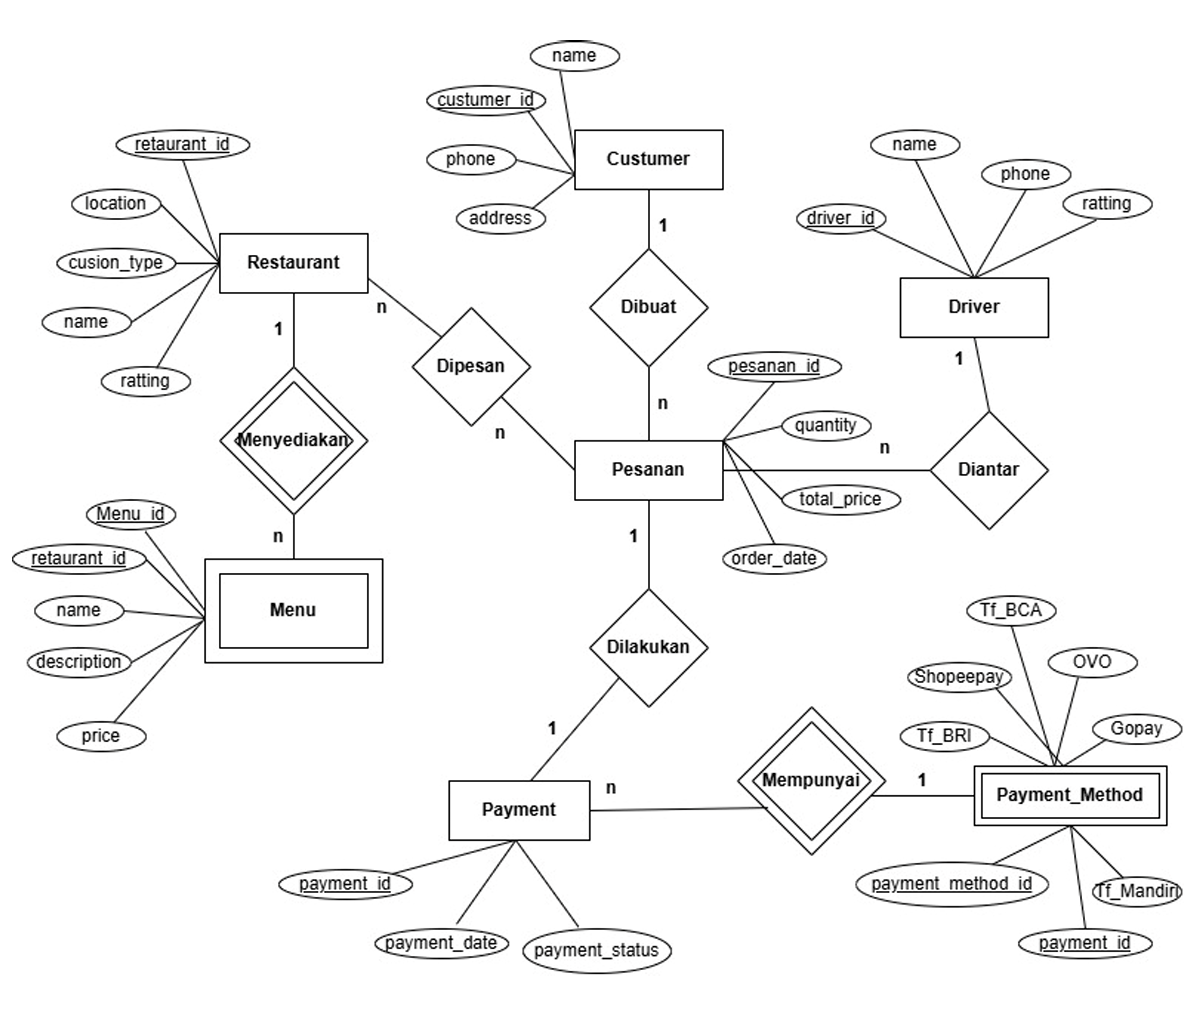 name
custumer_id
phone
address
Custumer
1
Dibuat
n
retaurant_id
location
cusion_type
name
ratting
Restaurant
1
n
Dipesan
n
Menyediakan
n
Menu_id
retaurant_id
name
description
price
Menu
name
phone
ratting
driver_id
Driver
1
Diantar
n
pesanan_id
quantity
total_price
order_date
Pesanan
1
Dilakukan
1
Payment
payment_id
payment_date
payment_status
n
Mempunyai
1
Tf_BCA
OVO
Shopeepay
Gopay
Tf_BRI
Payment_Method
payment_method_id
Tf_Mandiri
payment_id